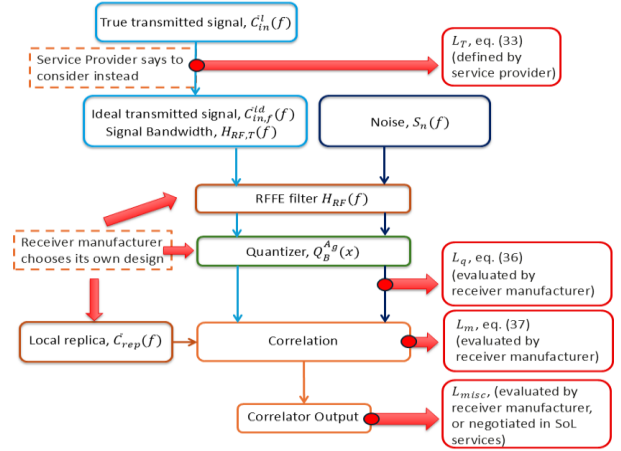 True transmitted signal, C_in^l(f)
Service Provider says to
consider instead
L_T, eq. (33)
(defined by
service provider)
Ideal transmitted signal, C_in,f^id(f)
Signal Bandwidth, H_RF,T(f)
Noise, S_n(f)
RFFE filter H_RF(f)
Receiver manufacturer
chooses its own design
Quantizer, Q_B^A_g(x)
L_q, eq. (36)
(evaluated by
receiver manufacturer)
Local replica, C_rep(f)
Correlation
L_m, eq. (37)
(evaluated by
receiver manufacturer)
Correlator Output
L_misc, (evaluated by
receiver manufacturer,
or negotiated in SoL
services)